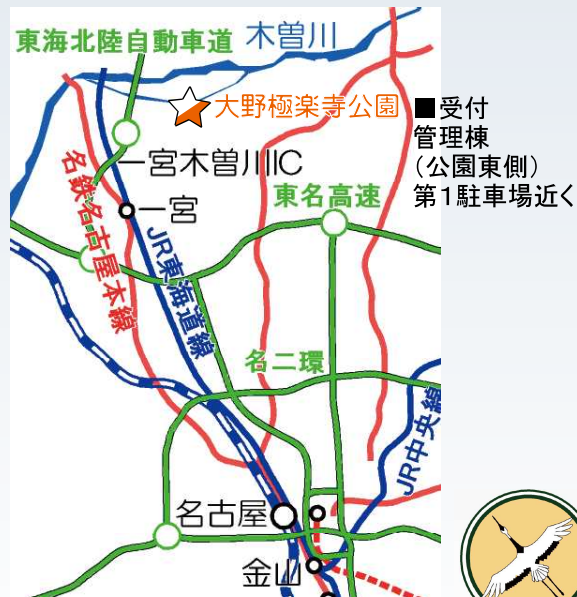 東海北陸自動車道
木曽川
大野極楽寺公園
■受付
管理棟
(公園東側)
第1駐車場近く
一宮木曽川IC
東名高速
一宮
名鉄名古屋本線
JR東海道線
名二環
JR中央線
名古屋
金山